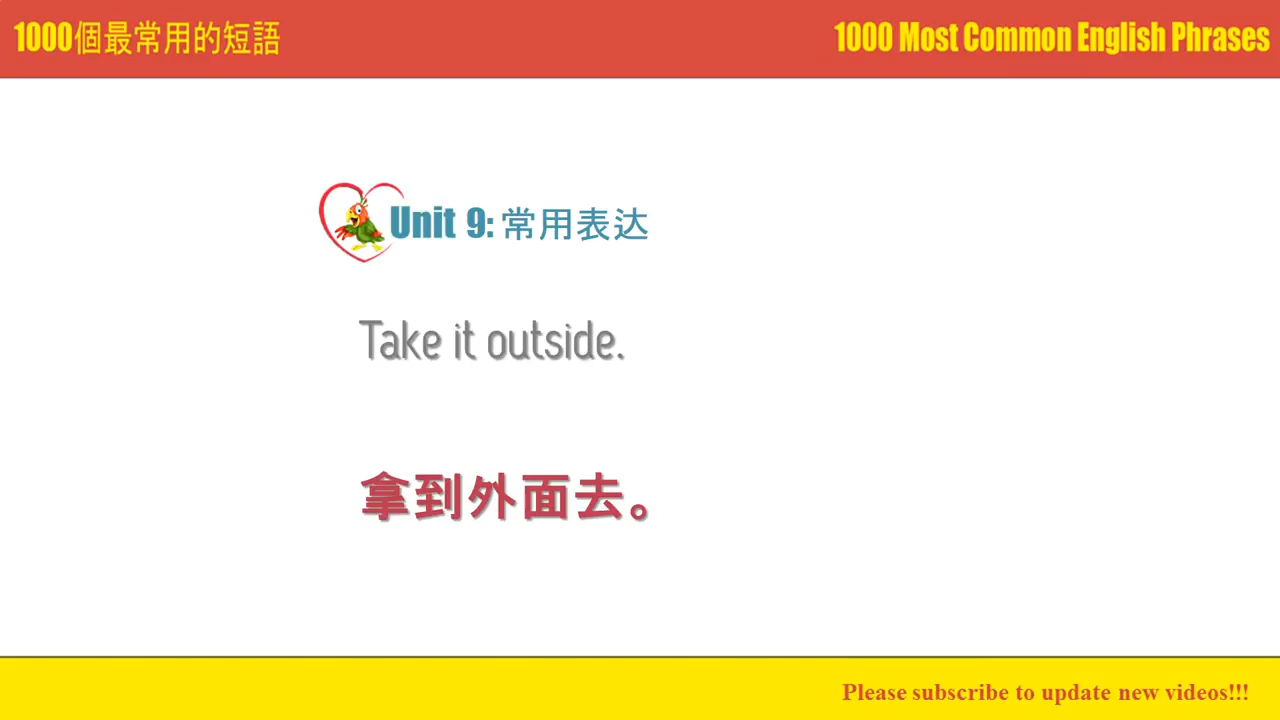 1000個最常用的短語
1000 Most Common English Phrases
Unit 9: 常用表达
Take it outside.
拿到外面去。
Please subscribe to update new videos!!!